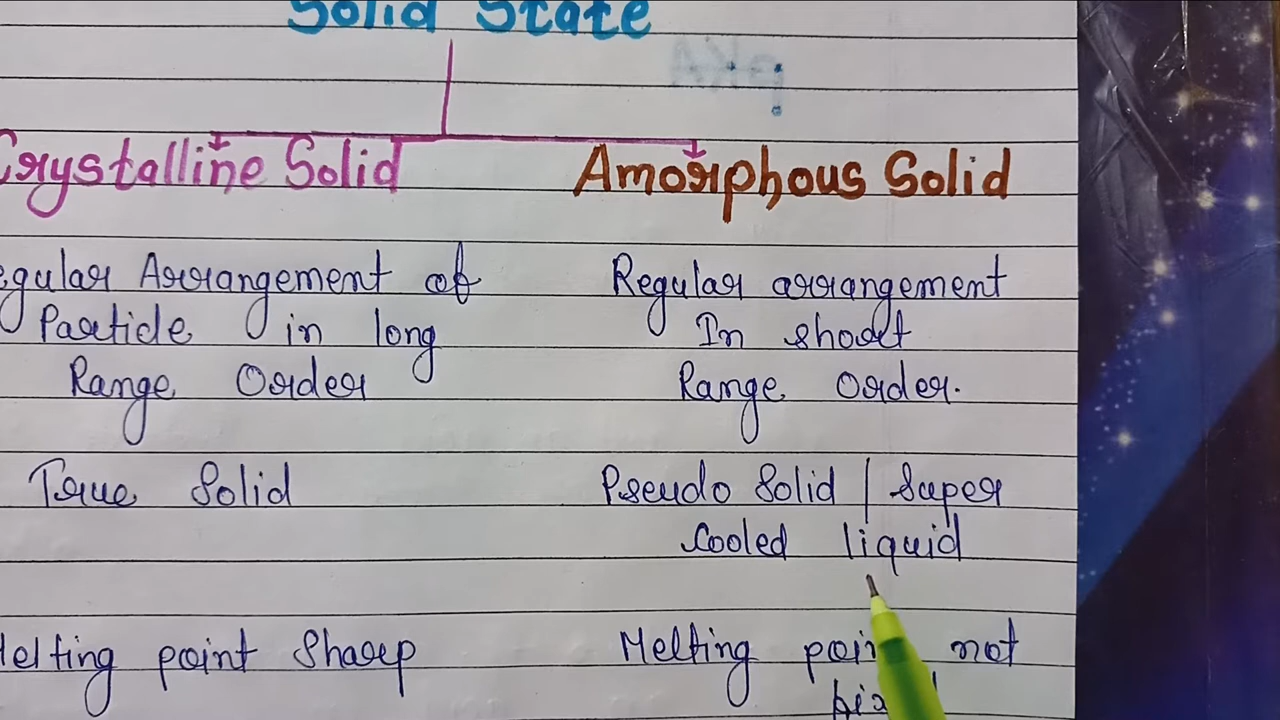 Solid State
Crystalline Solid
Amorphous Solid
egular Arrangement of
Particle in long
Range Order
Regular arrangement
In short
Range Order.
True Solid
Pseudo Solid / Super
Cooled liquid
Melting point Sharp
Melting point not